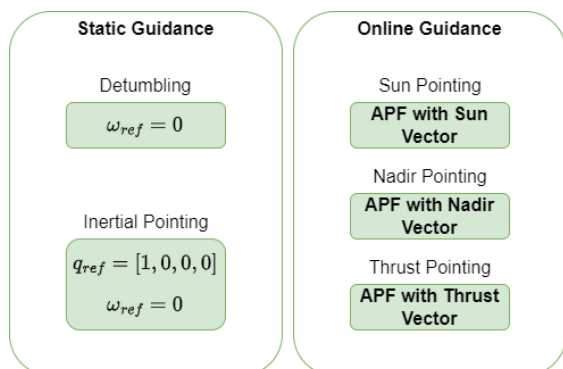 Static Guidance
Detumbling
ω_ref = 0
Inertial Pointing
q_ref = [1, 0, 0, 0]
ω_ref = 0
Online Guidance
Sun Pointing
APF with Sun
Vector
Nadir Pointing
APF with Nadir
Vector
Thrust Pointing
APF with Thrust
Vector